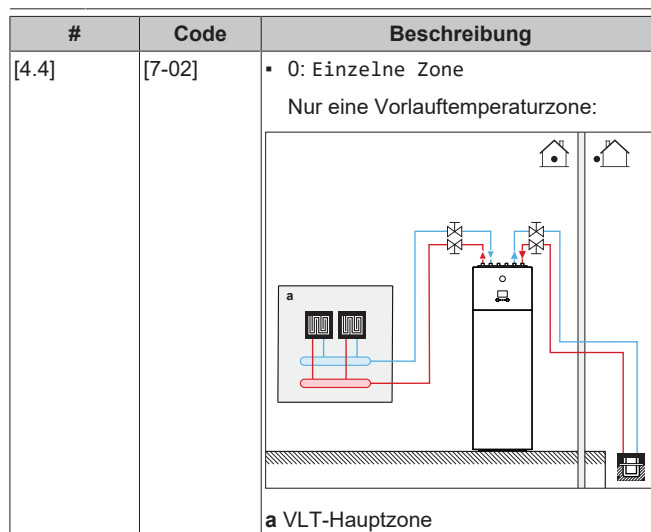 # Code Beschreibung
[4.4] [7-02] ▪ 0: Einzelne Zone
Nur eine Vorlauftemperaturzone:
a
a VLT-Hauptzone